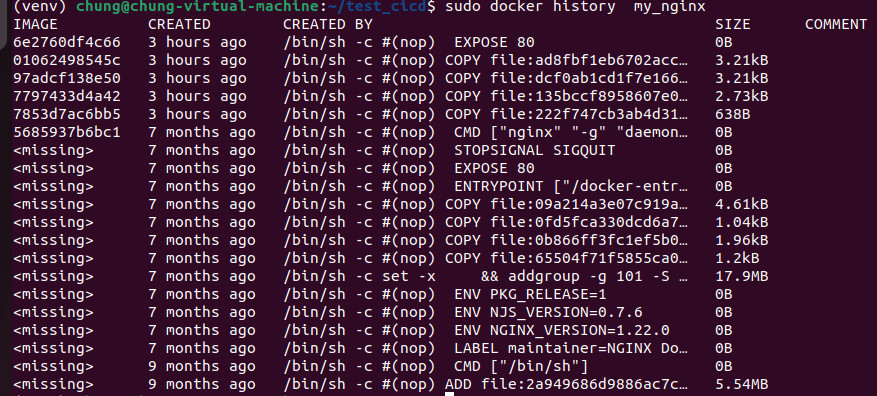 (venv) chung@chung-virtual-machine:~/test_cicd$ sudo docker history  my_nginx
IMAGE          CREATED        CREATED BY                                      SIZE      COMMENT
6e2760df4c66   3 hours ago    /bin/sh -c #(nop)  EXPOSE 80                    0B
01062498545c   3 hours ago    /bin/sh -c #(nop) COPY file:ad8fbf1eb6702acc…   3.21kB
97adcf138e50   3 hours ago    /bin/sh -c #(nop) COPY file:dcf0ab1cd1f7e166…   3.21kB
7797433d4a42   3 hours ago    /bin/sh -c #(nop) COPY file:135bccf8958607e0…   2.73kB
7853d7ac6bb5   3 hours ago    /bin/sh -c #(nop) COPY file:222f747cb3ab4d31…   638B
5685937b6bc1   7 months ago   /bin/sh -c #(nop)  CMD ["nginx" "-g" "daemon…   0B
<missing>      7 months ago   /bin/sh -c #(nop)  STOPSIGNAL SIGQUIT           0B
<missing>      7 months ago   /bin/sh -c #(nop)  EXPOSE 80                    0B
<missing>      7 months ago   /bin/sh -c #(nop)  ENTRYPOINT ["/docker-entr…   0B
<missing>      7 months ago   /bin/sh -c #(nop) COPY file:09a214a3e07c919a…   4.61kB
<missing>      7 months ago   /bin/sh -c #(nop) COPY file:0fd5fca330dcd6a7…   1.04kB
<missing>      7 months ago   /bin/sh -c #(nop) COPY file:0b866ff3fc1ef5b0…   1.96kB
<missing>      7 months ago   /bin/sh -c #(nop) COPY file:65504f71f5855ca0…   1.2kB
<missing>      7 months ago   /bin/sh -c set -x     && addgroup -g 101 -S …   17.9MB
<missing>      7 months ago   /bin/sh -c #(nop)  ENV PKG_RELEASE=1            0B
<missing>      7 months ago   /bin/sh -c #(nop)  ENV NJS_VERSION=0.7.6        0B
<missing>      7 months ago   /bin/sh -c #(nop)  ENV NGINX_VERSION=1.22.0     0B
<missing>      7 months ago   /bin/sh -c #(nop)  LABEL maintainer=NGINX Do…   0B
<missing>      9 months ago   /bin/sh -c #(nop)  CMD ["/bin/sh"]              0B
<missing>      9 months ago   /bin/sh -c #(nop) ADD file:2a949686d9886ac7c…   5.54MB